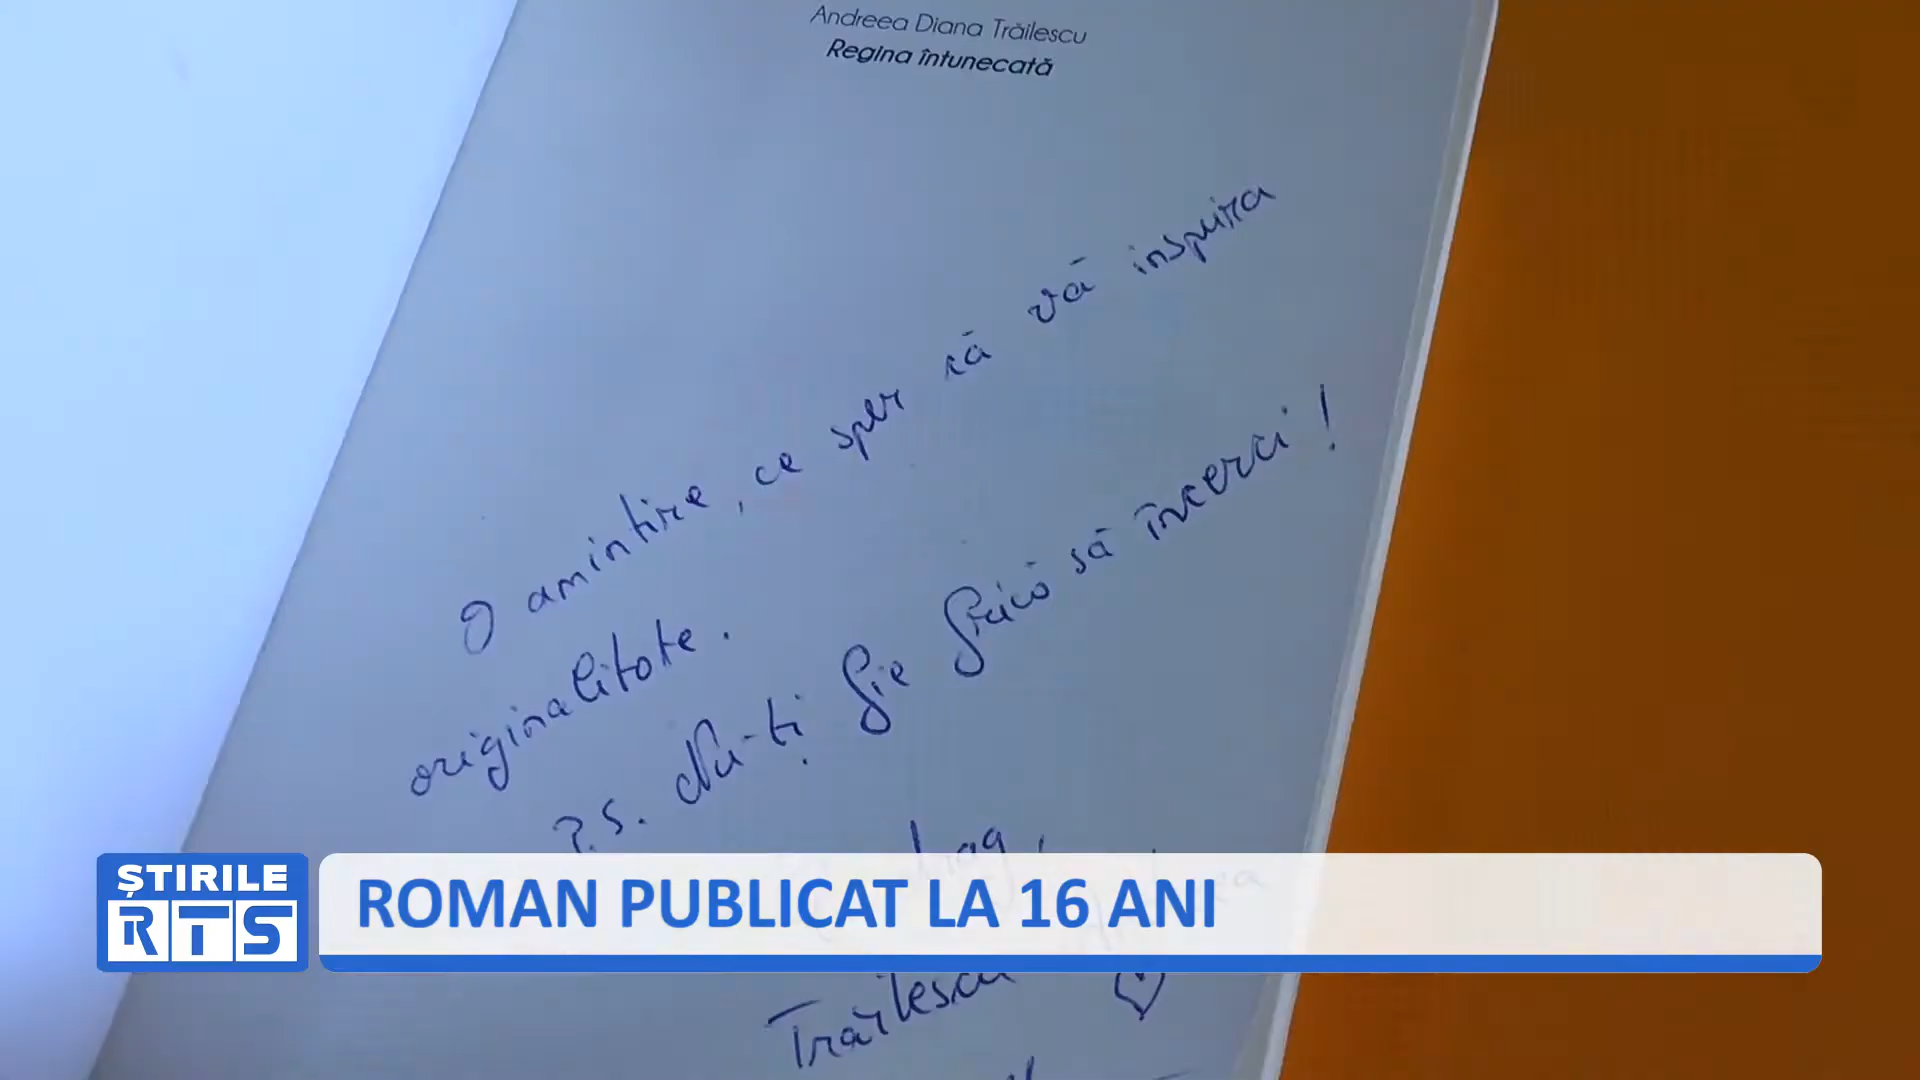 Andreea Diana Trăilescu
Regina întunecată
O amintire, ce sper că vă inspira
originalitate.
P.S. Nu-ți fie frică să încerci!
drag,
Trăilescu
ȘTIRILE
RTS
ROMAN PUBLICAT LA 16 ANI